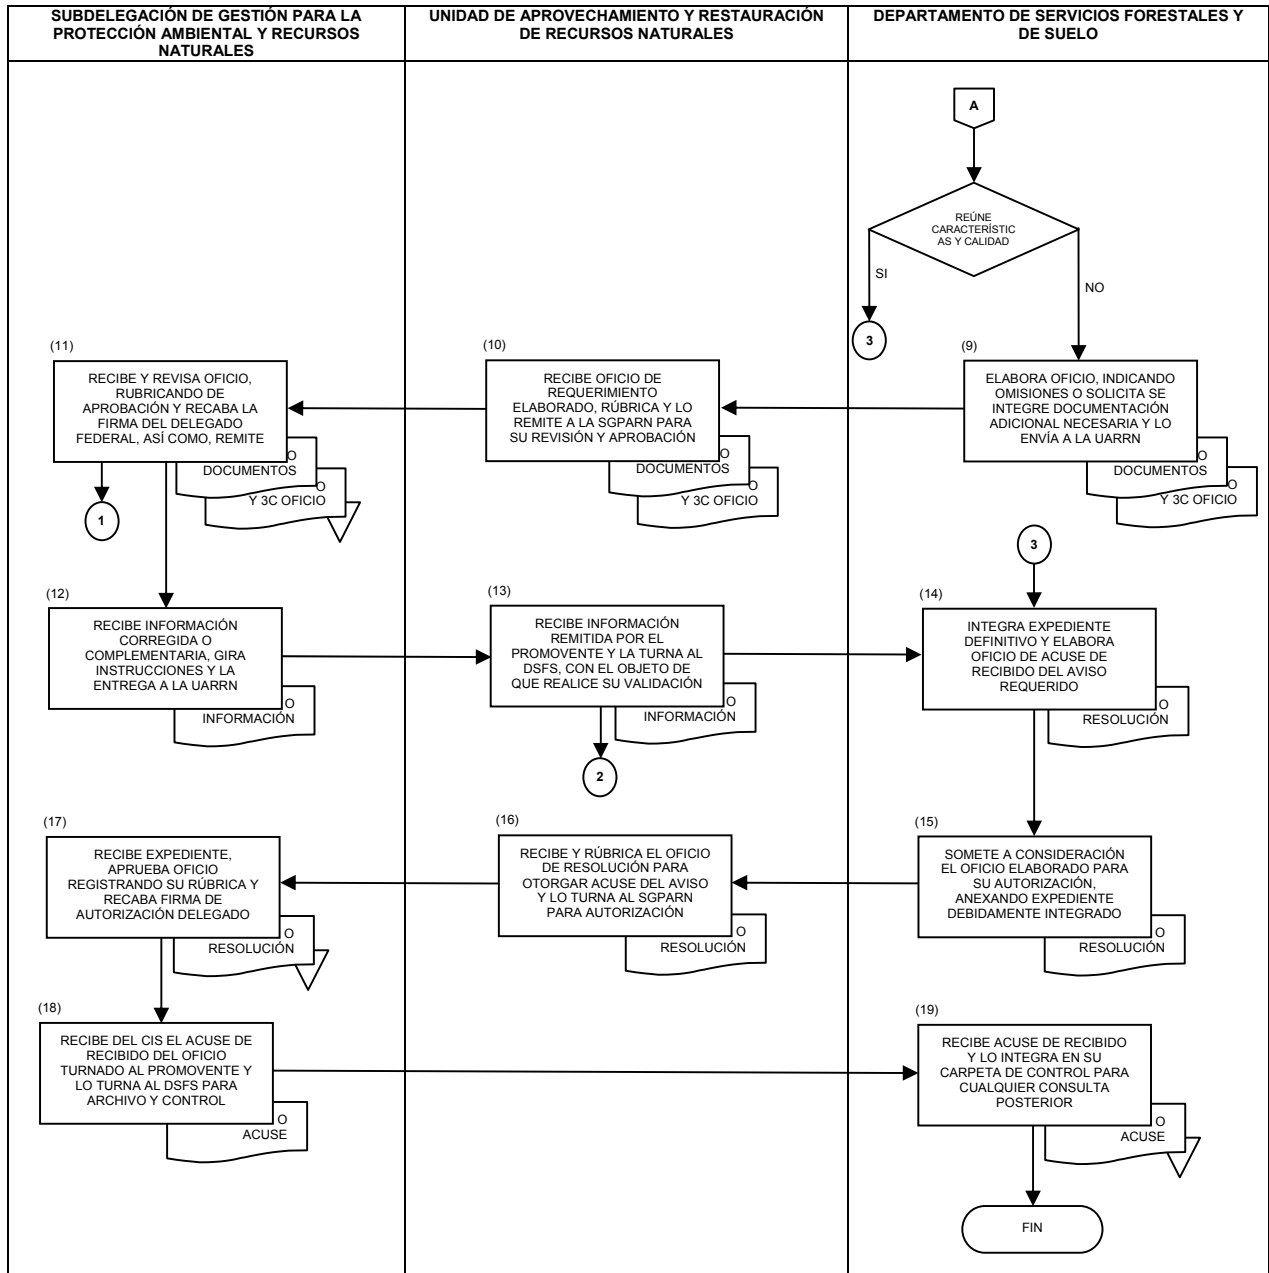 SUBDELEGACIÓN DE GESTIÓN PARA LA
PROTECCIÓN AMBIENTAL Y RECURSOS
NATURALES
UNIDAD DE APROVECHAMIENTO Y RESTAURACIÓN
DE RECURSOS NATURALES
DEPARTAMENTO DE SERVICIOS FORESTALES Y
DE SUELO
A
REÚNE
CARACTERÍSTIC
AS Y CALIDAD
SI
NO
3
(11)
RECIBE Y REVISA OFICIO,
RUBRICANDO DE
APROBACIÓN Y RECABA LA
FIRMA DEL DELEGADO
FEDERAL, ASÍ COMO, REMITE
O
DOCUMENTOS
O
Y 3C OFICIO
1
(10)
RECIBE OFICIO DE
REQUERIMIENTO
ELABORADO, RÚBRICA Y LO
REMITE A LA SGPARN PARA
SU REVISIÓN Y APROBACIÓN
O
DOCUMENTOS
O
Y 3C OFICIO
(9)
ELABORA OFICIO, INDICANDO
OMISIONES O SOLICITA SE
INTEGRE DOCUMENTACIÓN
ADICIONAL NECESARIA Y LO
ENVÍA A LA UARRN
O
DOCUMENTOS
O
Y 3C OFICIO
3
(12)
RECIBE INFORMACIÓN
CORREGIDA O
COMPLEMENTARIA, GIRA
INSTRUCCIONES Y LA
ENTREGA A LA UARRN
O
INFORMACIÓN
(13)
RECIBE INFORMACIÓN
REMITIDA POR EL
PROMOVENTE Y LA TURNA AL
DSFS, CON EL OBJETO DE
QUE REALICE SU VALIDACIÓN
O
INFORMACIÓN
2
(14)
INTEGRA EXPEDIENTE
DEFINITIVO Y ELABORA
OFICIO DE ACUSE DE
RECIBIDO DEL AVISO
REQUERIDO
O
RESOLUCIÓN
(17)
RECIBE EXPEDIENTE,
APRUEBA OFICIO
REGISTRANDO SU RÚBRICA Y
RECABA FIRMA DE
AUTORIZACIÓN DELEGADO
O
RESOLUCIÓN
(16)
RECIBE Y RÚBRICA EL OFICIO
DE RESOLUCIÓN PARA
OTORGAR ACUSE DEL AVISO
Y LO TURNA AL SGPARN
PARA AUTORIZACIÓN
O
RESOLUCIÓN
(15)
SOMETE A CONSIDERACIÓN
EL OFICIO ELABORADO PARA
SU AUTORIZACIÓN,
ANEXANDO EXPEDIENTE
DEBIDAMENTE INTEGRADO
O
RESOLUCIÓN
(18)
RECIBE DEL CIS EL ACUSE DE
RECIBIDO DEL OFICIO
TURNADO AL PROMOVENTE Y
LO TURNA AL DSFS PARA
ARCHIVO Y CONTROL
O
ACUSE
(19)
RECIBE ACUSE DE RECIBIDO
Y LO INTEGRA EN SU
CARPETA DE CONTROL PARA
CUALQUIER CONSULTA
POSTERIOR
O
ACUSE
FIN